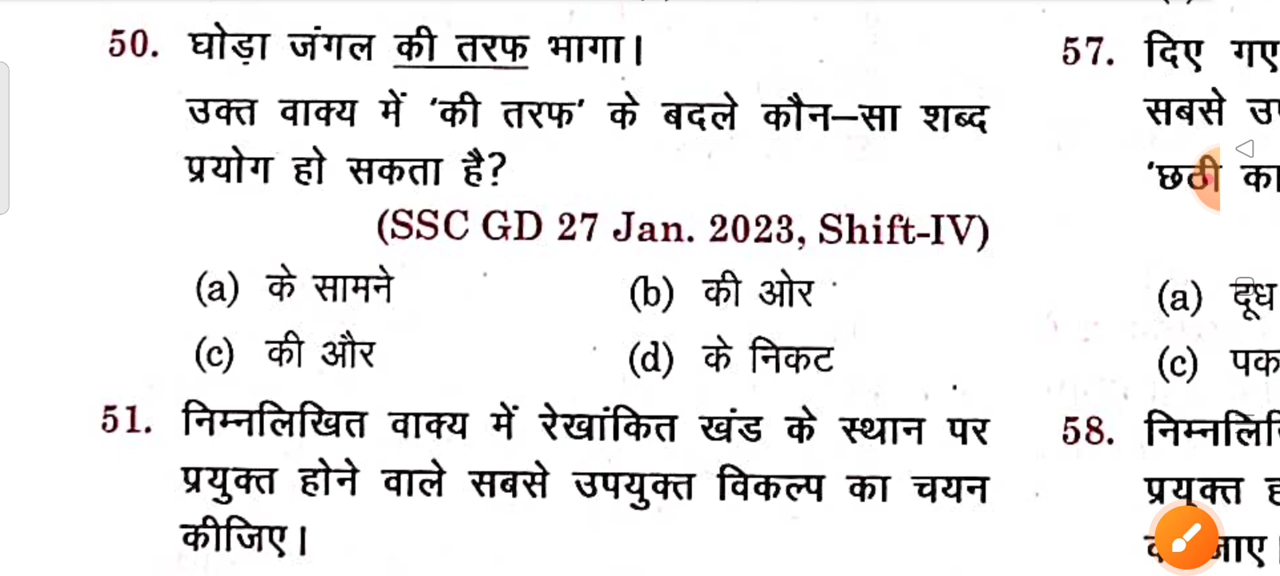 50. घोड़ा जंगल की तरफ भागा।
उक्त वाक्य में 'की तरफ' के बदले कौन–सा शब्द
प्रयोग हो सकता है?
(SSC GD 27 Jan. 2023, Shift-IV)
(a) के सामने (b) की ओर
(c) की और (d) के निकट
51. निम्नलिखित वाक्य में रेखांकित खंड के स्थान पर
प्रयुक्त होने वाले सबसे उपयुक्त विकल्प का चयन
कीजिए।
57. दिए गए
सबसे
'छठी
(a) दूध
(c)
58.
प्रयुक्त